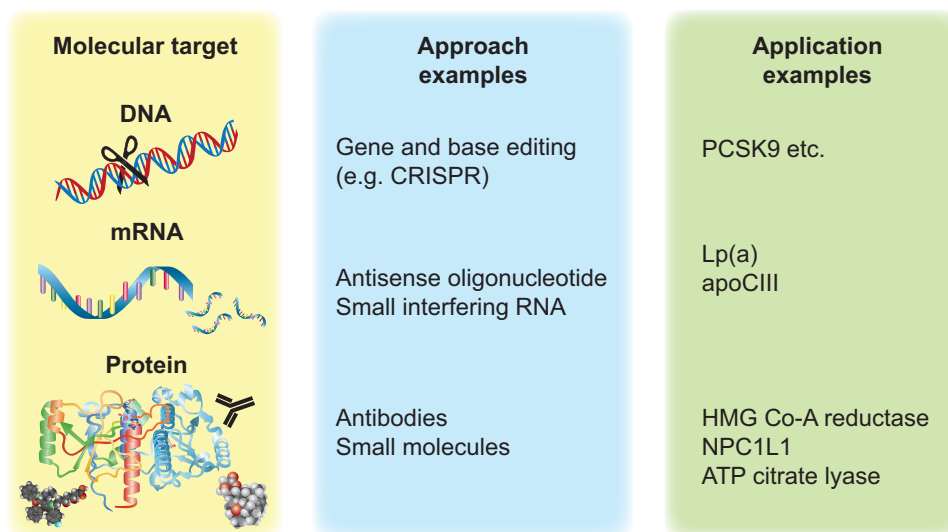 Molecular target
DNA
mRNA
Protein
Approach
examples
Gene and base editing
(e.g. CRISPR)
Antisense oligonucleotide
Small interfering RNA
Antibodies
Small molecules
Application
examples
PCSK9 etc.
Lp(a)
apoCIII
HMG Co-A reductase
NPC1L1
ATP citrate lyase